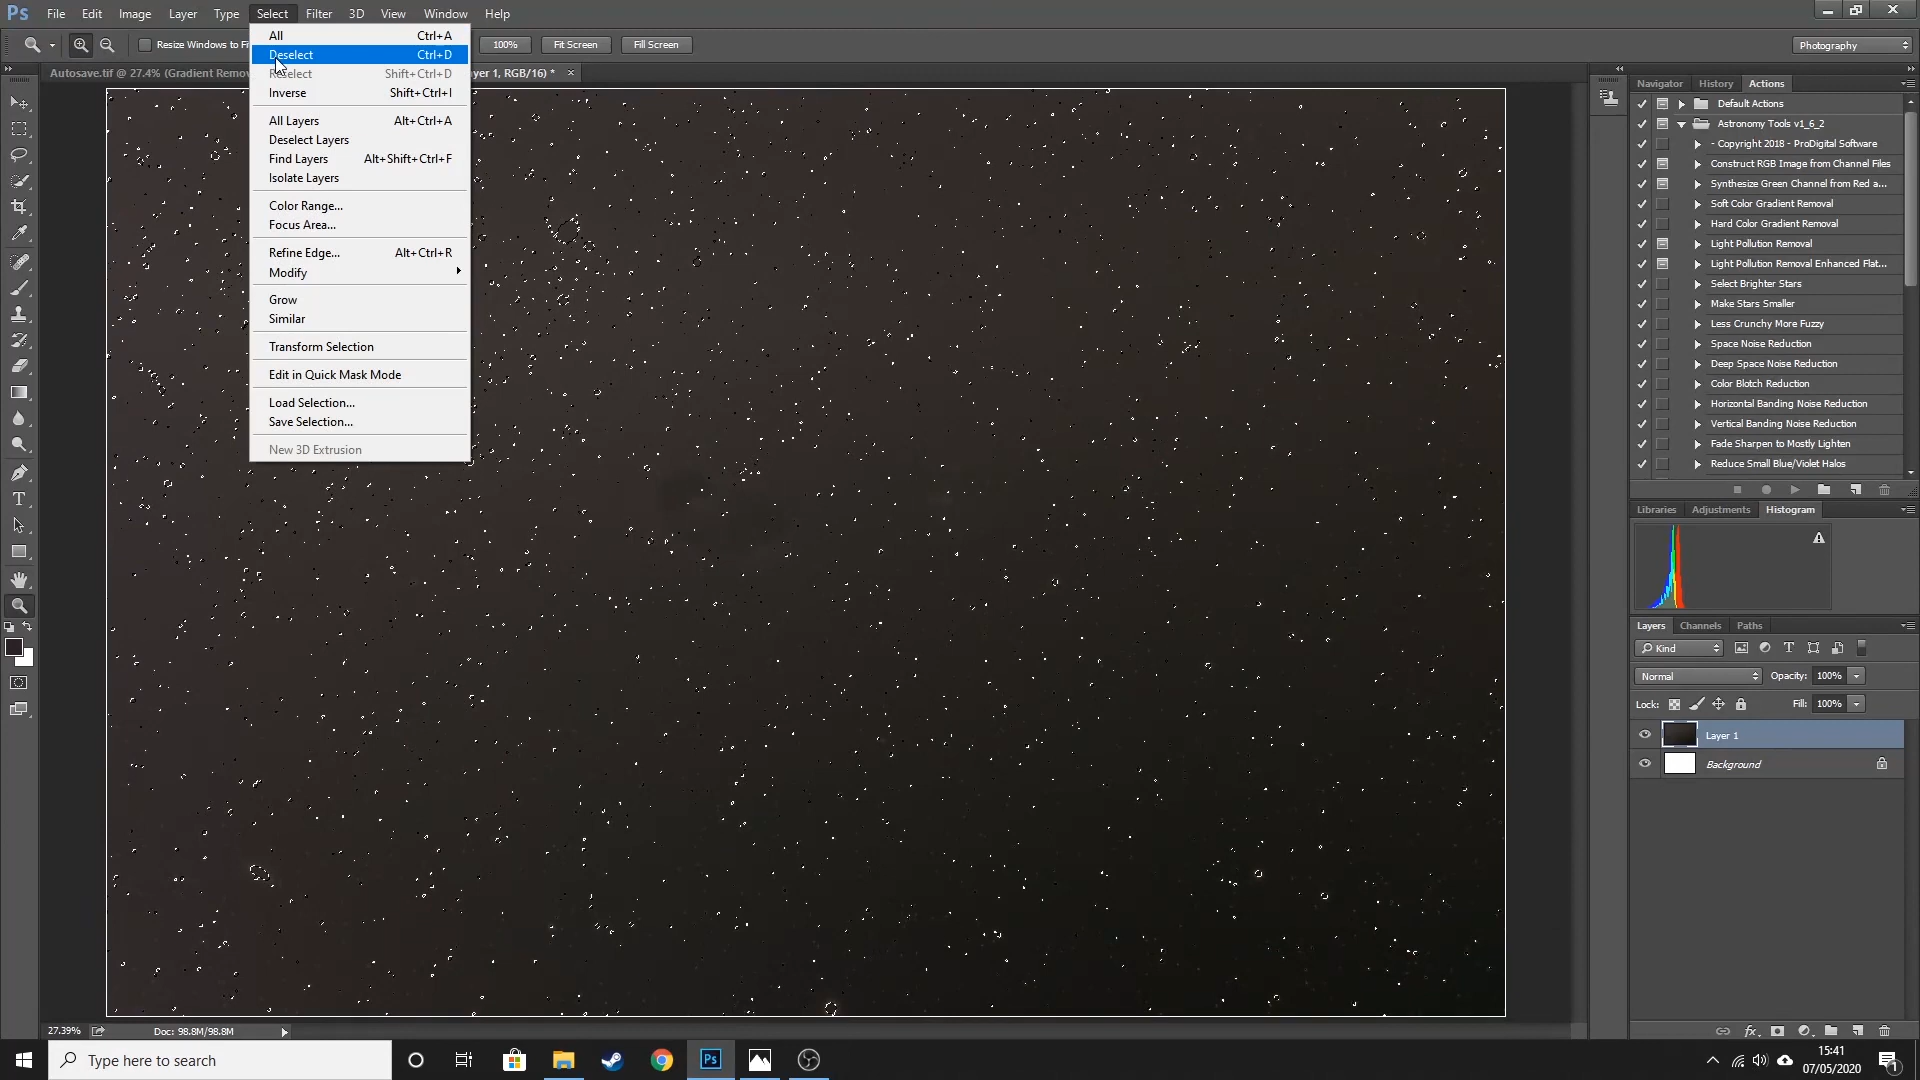 Ps File Edit Image Layer Type Select Filter 3D View Window Help
Resize Windows to Fi 100% Fit Screen Fill Screen Photography
Autosave.tif @ 27.4% (Gradient Remov ayer 1, RGB/16) *
All Ctrl+A
Deselect Ctrl+D
Reselect Shift+Ctrl+D
Inverse Shift+Ctrl+I
All Layers Alt+Ctrl+A
Deselect Layers
Find Layers Alt+Shift+Ctrl+F
Isolate Layers
Color Range...
Focus Area...
Refine Edge... Alt+Ctrl+R
Modify
Grow
Similar
Transform Selection
Edit in Quick Mask Mode
Load Selection...
Save Selection...
New 3D Extrusion
Navigator History Actions
Default Actions
Astronomy Tools v1_6_2
- Copyright 2018 - ProDigital Software
Construct RGB Image from Channel Files
Synthesize Green Channel from Red a...
Soft Color Gradient Removal
Hard Color Gradient Removal
Light Pollution Removal
Light Pollution Removal Enhanced Flat...
Select Brighter Stars
Make Stars Smaller
Less Crunchy More Fuzzy
Space Noise Reduction
Deep Space Noise Reduction
Color Blotch Reduction
Horizontal Banding Noise Reduction
Vertical Banding Noise Reduction
Fade Sharpen to Mostly Lighten
Reduce Small Blue/Violet Halos
Libraries Adjustments Histogram
Layers Channels Paths
Kind
Normal Opacity: 100%
Lock: Fill: 100%
Layer 1
Background
27.39% Doc: 98.8M/98.8M
Type here to search
Ps
15:41
07/05/2020
1